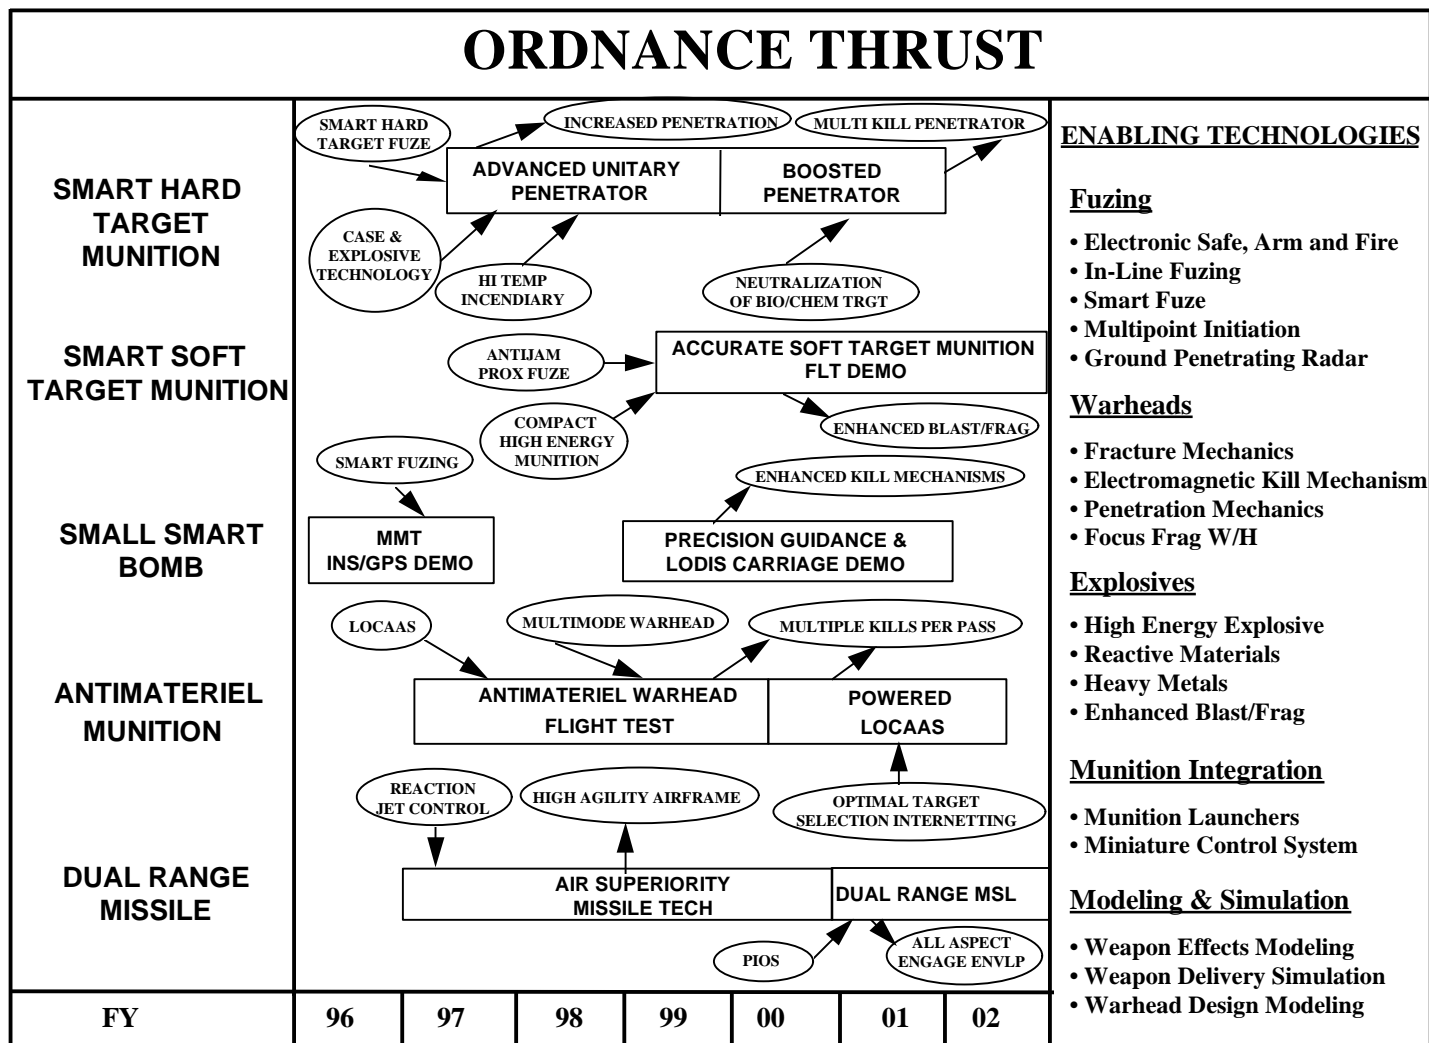 ORDNANCE THRUST
SMART HARD
TARGET
MUNITION
SMART HARD
TARGET FUZE
INCREASED PENETRATION
MULTI KILL PENETRATOR
ADVANCED UNITARY
PENETRATOR
BOOSTED
PENETRATOR
CASE &
EXPLOSIVE
TECHNOLOGY
HI TEMP
INCENDIARY
NEUTRALIZATION
OF BIO/CHEM TRGT
SMART SOFT
TARGET MUNITION
ANTIJAM
PROX FUZE
ACCURATE SOFT TARGET MUNITION
FLT DEMO
COMPACT
HIGH ENERGY
MUNITION
ENHANCED BLAST/FRAG
SMALL SMART
BOMB
SMART FUZING
ENHANCED KILL MECHANISMS
MMT
INS/GPS DEMO
PRECISION GUIDANCE &
LODIS CARRIAGE DEMO
ANTIMATERIEL
MUNITION
LOCAAS
MULTIMODE WARHEAD
MULTIPLE KILLS PER PASS
ANTIMATERIEL WARHEAD
FLIGHT TEST
POWERED
LOCAAS
OPTIMAL TARGET
SELECTION INTERNETTING
DUAL RANGE
MISSILE
REACTION
JET CONTROL
HIGH AGILITY AIRFRAME
AIR SUPERIORITY
MISSILE TECH
DUAL RANGE MSL
PIOS
ALL ASPECT
ENGAGE ENVLP
FY 96 97 98 99 00 01 02
ENABLING TECHNOLOGIES
Fuzing
• Electronic Safe, Arm and Fire
• In-Line Fuzing
• Smart Fuze
• Multipoint Initiation
• Ground Penetrating Radar
Warheads
• Fracture Mechanics
• Electromagnetic Kill Mechanism
• Penetration Mechanics
• Focus Frag W/H
Explosives
• High Energy Explosive
• Reactive Materials
• Heavy Metals
• Enhanced Blast/Frag
Munition Integration
• Munition Launchers
• Miniature Control System
Modeling & Simulation
• Weapon Effects Modeling
• Weapon Delivery Simulation
• Warhead Design Modeling